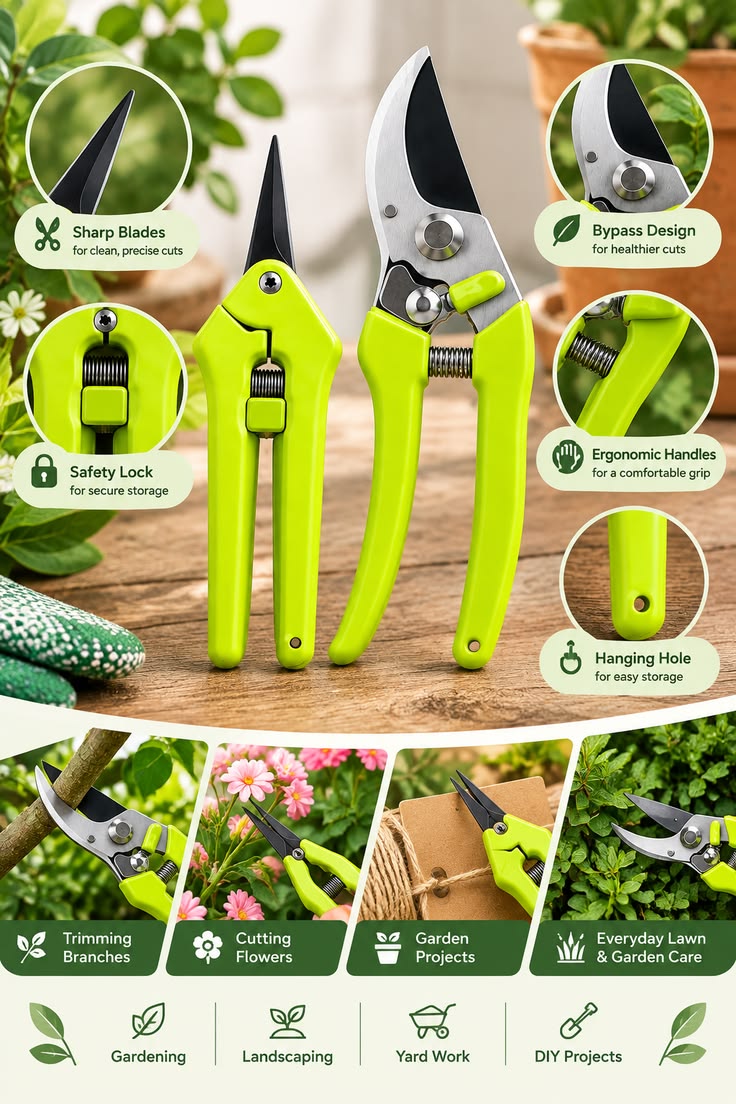 Sharp Blades
for clean, precise cuts
Bypass Design
for healthier cuts
Safety Lock
for secure storage
Ergonomic Handles
for a comfortable grip
Hanging Hole
for easy storage
Trimming
Branches
Cutting
Flowers
Garden
Projects
Everyday Lawn
& Garden Care
Gardening
Landscaping
Yard Work
DIY Projects